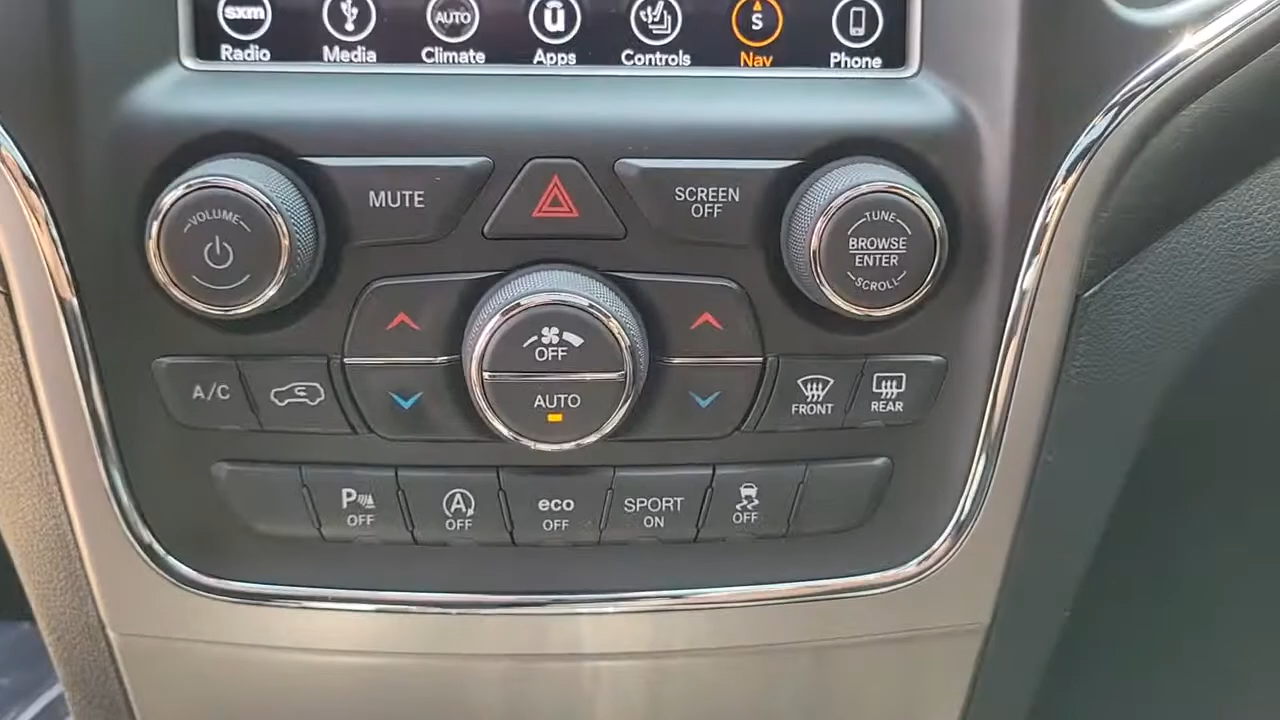 sxm
AUTO
ü
S
Radio
Media
Climate
Apps
Controls
Nav
Phone
VOLUME
MUTE
SCREEN
OFF
TUNE
BROWSE
ENTER
SCROLL
OFF
AUTO
A/C
FRONT
REAR
P
OFF
A
OFF
eco
OFF
SPORT
ON
OFF